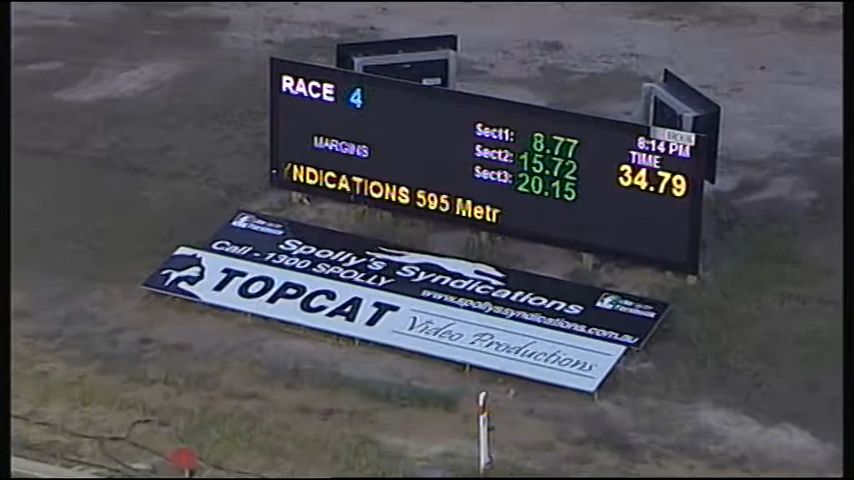 RACE 4
MARGINS
Sect1: 8.77
Sect2: 15.72
Sect3: 20.15
8:14 PM
TIME
34.79
YNDICATIONS 595 Metr
Spolly's Syndications
Call - 1300 SPOLLY
www.spollyssyndications.com.au
TOPCAT Video Productions